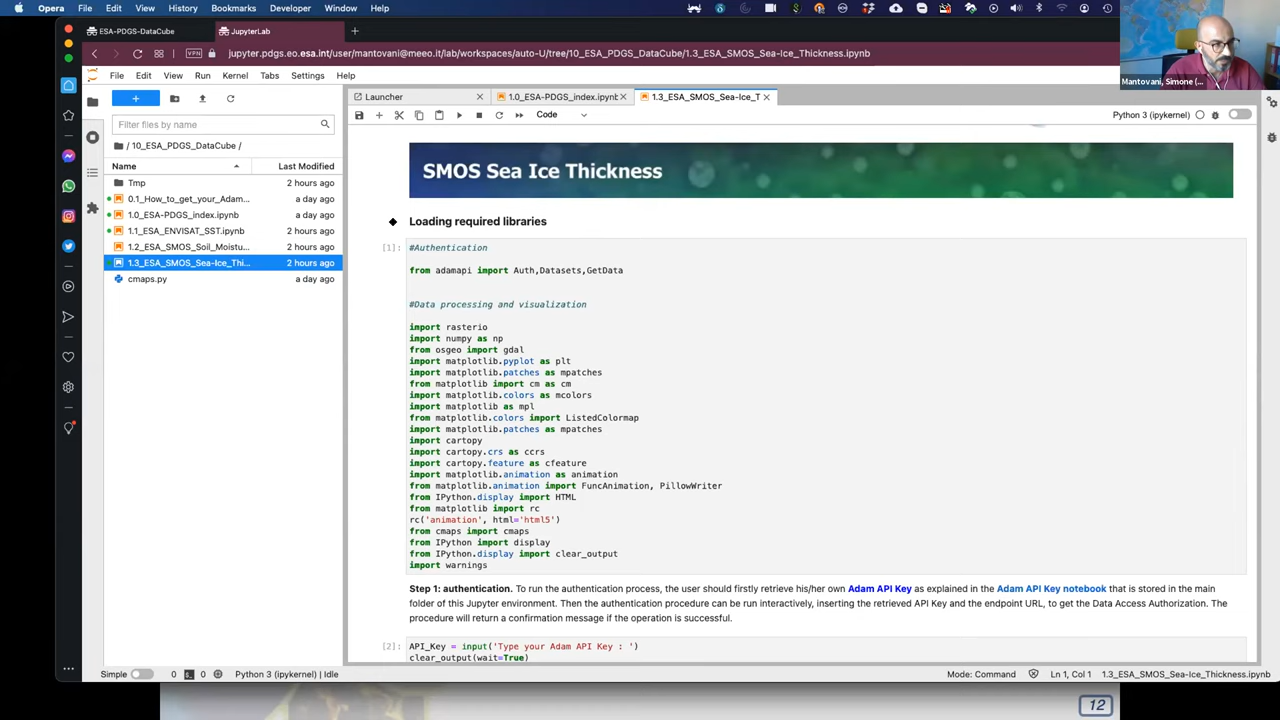 Opera File Edit View History Bookmarks Developer Window Help
ESA-PDGS-DataCube JupyterLab
VPN jupyter.pdgs.eo.esa.int/user/mantovani@meeo.it/lab/workspaces/auto-U/tree/10_ESA_PDGS_DataCube/1.3_ESA_SMOS_Sea-Ice_Thickness.ipynb
Mantovani, Simone (...
File Edit View Run Kernel Tabs Settings Help
Launcher 1.0_ESA-PDGS_index.ipynb 1.3_ESA_SMOS_Sea-Ice_T
Code Python 3 (ipykernel)
Filter files by name
/ 10_ESA_PDGS_DataCube /
Name Last Modified
Tmp 2 hours ago
0.1_How_to_get_your_Adam... a day ago
1.0_ESA-PDGS_index.ipynb a day ago
1.1_ESA_ENVISAT_SST.ipynb 2 hours ago
1.2_ESA_SMOS_Soil_Moistu... 2 hours ago
1.3_ESA_SMOS_Sea-Ice_Thi... 2 hours ago
cmaps.py a day ago
SMOS Sea Ice Thickness
Loading required libraries
[1]: #Authentication
from adamapi import Auth,Datasets,GetData
#Data processing and visualization
import rasterio
import numpy as np
from osgeo import gdal
import matplotlib.pyplot as plt
import matplotlib.patches as mpatches
from matplotlib import cm as cm
import matplotlib.colors as mcolors
import matplotlib as mpl
from matplotlib.colors import ListedColormap
import matplotlib.patches as mpatches
import cartopy
import cartopy.crs as ccrs
import cartopy.feature as cfeature
import matplotlib.animation as animation
from matplotlib.animation import FuncAnimation, PillowWriter
from IPython.display import HTML
from matplotlib import rc
rc('animation', html='html5')
from cmaps import cmaps
from IPython import display
from IPython.display import clear_output
import warnings
Step 1: authentication. To run the authentication process, the user should firstly retrieve his/her own Adam API Key as explained in the Adam API Key notebook that is stored in the main
folder of this Jupyter environment. Then the authentication procedure can be run interactively, inserting the retrieved API Key and the endpoint URL, to get the Data Access Authorization. The
procedure will return a confirmation message if the operation is successful.
[2]: API_Key = input('Type your Adam API Key : ')
clear_output(wait=True)
Simple 0 0 Python 3 (ipykernel) | Idle Mode: Command Ln 1, Col 1 1.3_ESA_SMOS_Sea-Ice_Thickness.ipynb
12